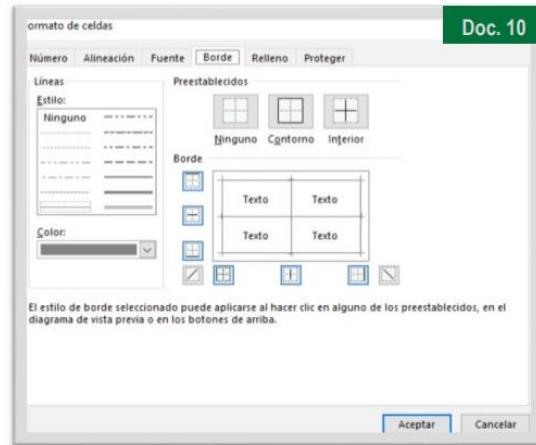 Doc. 10
ormato de celdas
Número Alineación Fuente Borde Relleno Proteger
Líneas
Estilo:
Ninguno
Color:
Preestablecidos
Ninguno Contorno Interior
Borde
Texto Texto
Texto Texto
El estilo de borde seleccionado puede aplicarse al hacer clic en alguno de los preestablecidos, en el
diagrama de vista previa o en los botones de arriba.
Aceptar Cancelar